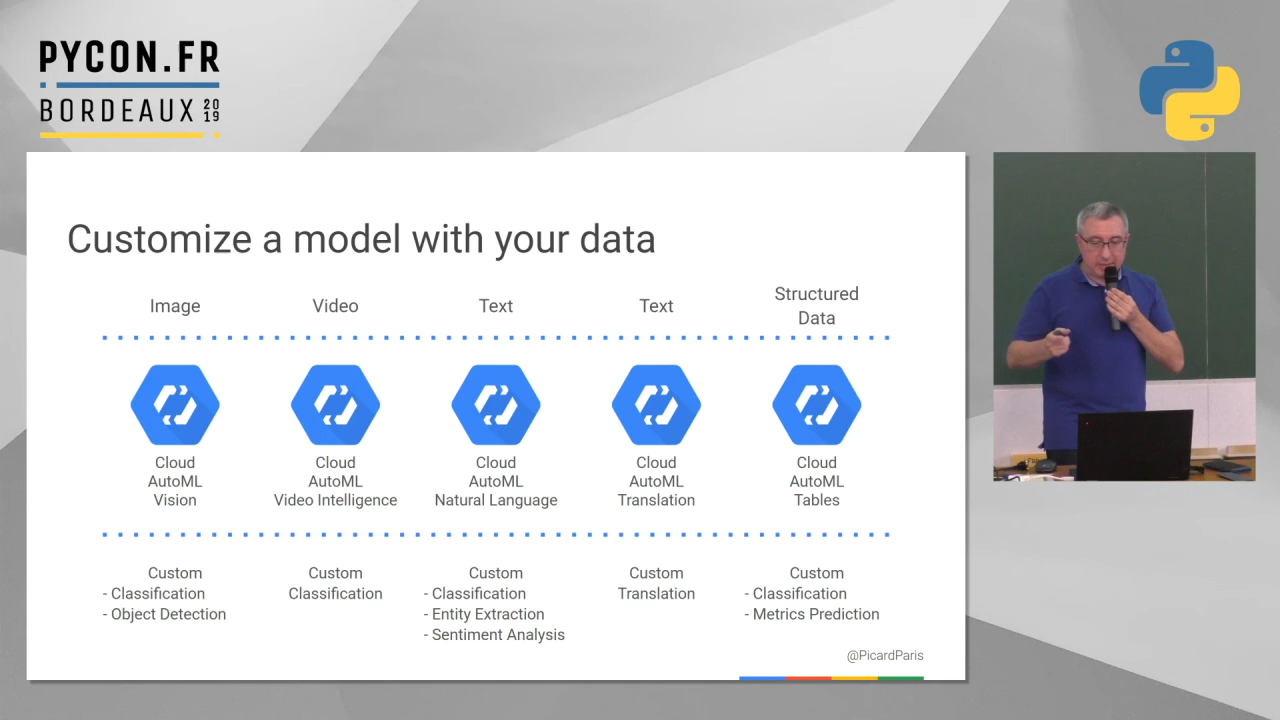 PYCON.FR
BORDEAUX 2019
Customize a model with your data
Image
Video
Text
Text
Structured
Data
Cloud
AutoML
Vision
Cloud
AutoML
Video Intelligence
Cloud
AutoML
Natural Language
Cloud
AutoML
Translation
Cloud
AutoML
Tables
Custom
- Classification
- Object Detection
Custom
Classification
Custom
- Classification
- Entity Extraction
- Sentiment Analysis
Custom
Translation
Custom
- Classification
- Metrics Prediction
@PicardParis